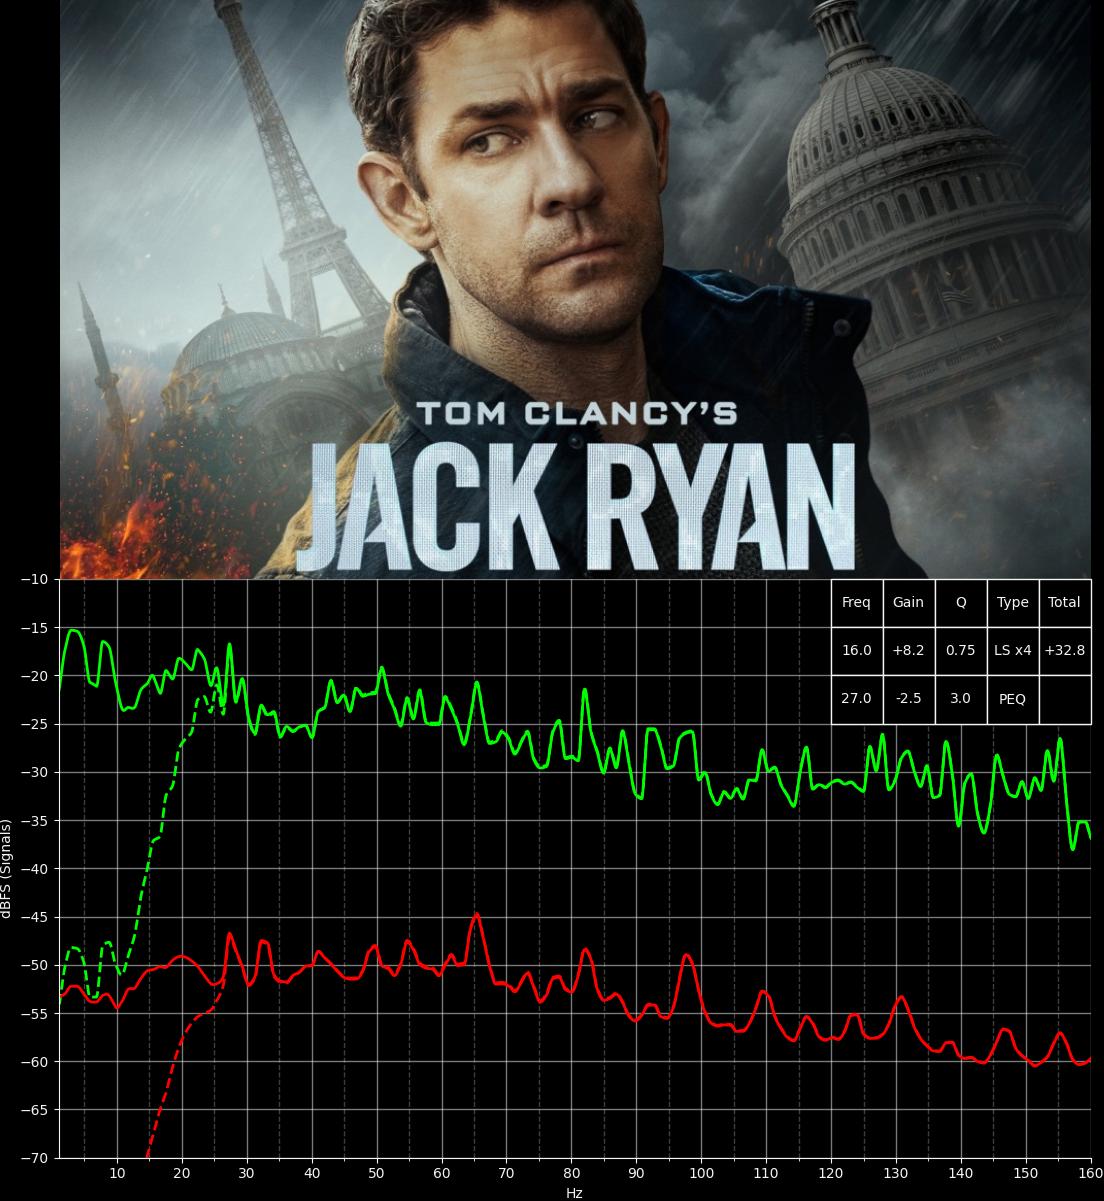 TOM CLANCY'S
JACK RYAN
Freq Gain Q Type Total
16.0 +8.2 0.75 LS x4 +32.8
27.0 -2.5 3.0 PEQ
−10
−15
−20
−25
−30
−35
−40
−45
−50
−55
−60
−65
−70
dBFS (Signals)
10 20 30 40 50 60 70 80 90 100 110 120 130 140 150 160
Hz